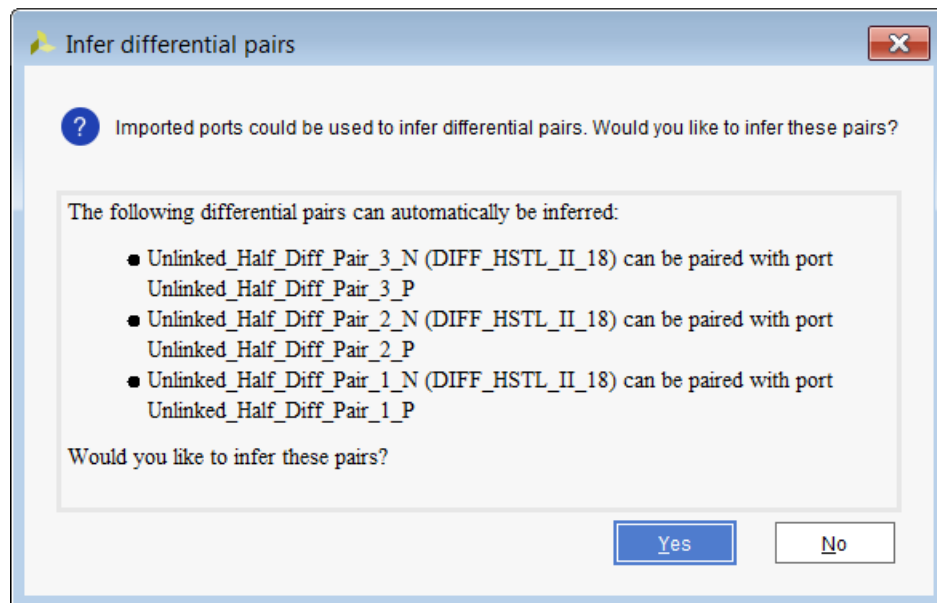 Infer differential pairs
Imported ports could be used to infer differential pairs. Would you like to infer these pairs?
The following differential pairs can automatically be inferred:
Unlinked_Half_Diff_Pair_3_N (DIFF_HSTL_II_18) can be paired with port
Unlinked_Half_Diff_Pair_3_P
Unlinked_Half_Diff_Pair_2_N (DIFF_HSTL_II_18) can be paired with port
Unlinked_Half_Diff_Pair_2_P
Unlinked_Half_Diff_Pair_1_N (DIFF_HSTL_II_18) can be paired with port
Unlinked_Half_Diff_Pair_1_P
Would you like to infer these pairs?
Yes No